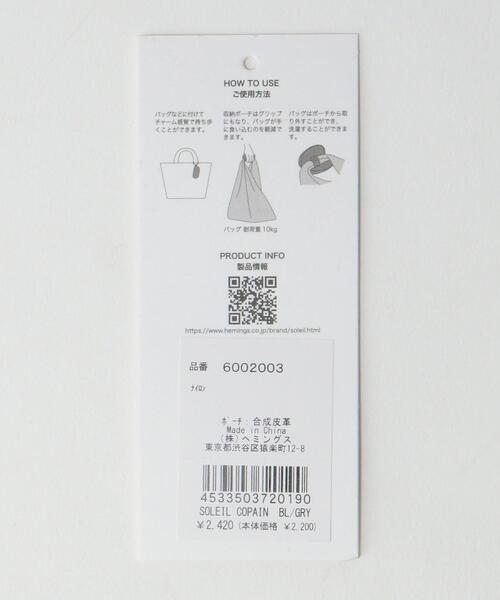 HOW TO USE
ご使用方法
バッグなどに付けて
チャーム感覚で持ち歩
くことができます。
収納ポーチはグリップ
にもなり、バッグが手
に食い込むのを軽減で
きます。
バッグはポーチから取
り外すことができ、
洗濯することができま
す。
バッグ 耐荷重 10kg
PRODUCT INFO
製品情報
https://www.hemings.co.jp/brand/soleil.html
品番 6002003
ﾅｲﾛﾝ
ﾎﾟｰﾁ: 合成皮革
Made in China
(株)ヘミングス
東京都渋谷区猿楽町12-8
4533503720190
SOLEIL COPAIN BL/GRY
￥2,420 (本体価格 ￥2,200)